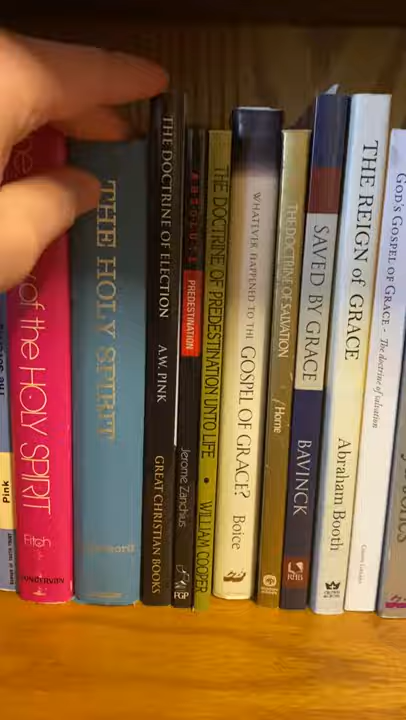 Pink
of the HOLY SPIRIT
Fitch
ZONDERVAN
THE HOLY SPIRIT
THE DOCTRINE OF ELECTION
A.W. PINK
GREAT CHRISTIAN BOOKS
ABSOLUTE
PREDESTINATION
Jerome Zanchius
FGP
THE DOCTRINE OF PREDESTINATION UNTO LIFE • WILLIAM COOPER
WHATEVER HAPPENED TO THE GOSPEL OF GRACE?
Boice
THE DOCTRINE OF SALVATION
Horne
SAVED BY GRACE
BAVINCK
RHB
THE REIGN of GRACE
Abraham Booth
GOD'S GOSPEL OF GRACE - The doctrine of salvation